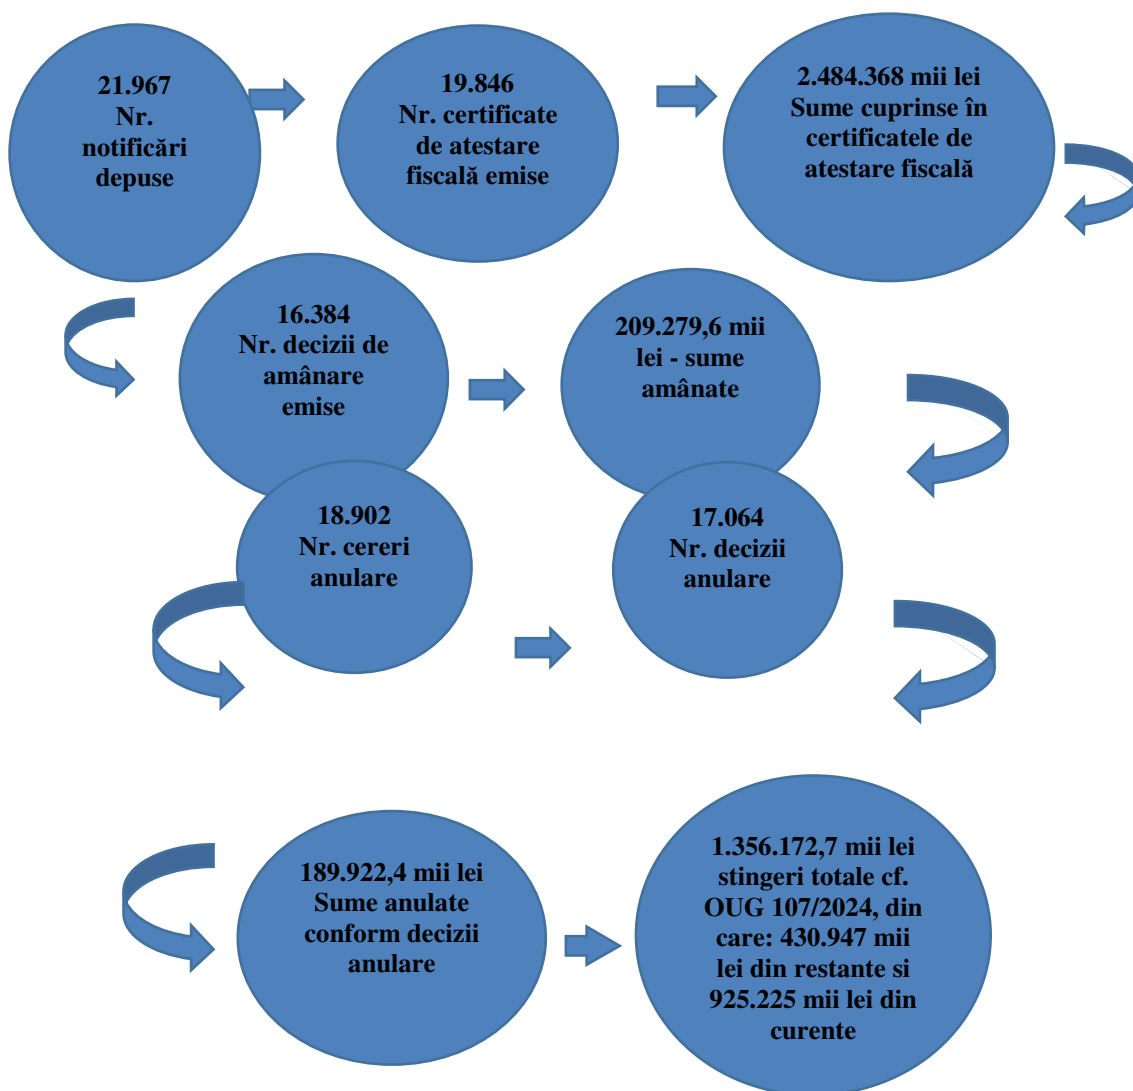 21.967
Nr.
notificări
depuse
19.846
Nr. certificate
de atestare
fiscală emise
2.484.368 mii lei
Sume cuprinse în
certificatele de
atestare fiscală
16.384
Nr. decizii de
amânare
emise
209.279,6 mii
lei - sume
amânate
18.902
Nr. cereri
anulare
17.064
Nr. decizii
anulare
189.922,4 mii lei
Sume anulate
conform decizii
anulare
1.356.172,7 mii lei
stingeri totale cf.
OUG 107/2024, din
care: 430.947 mii
lei din restante si
925.225 mii lei din
curente